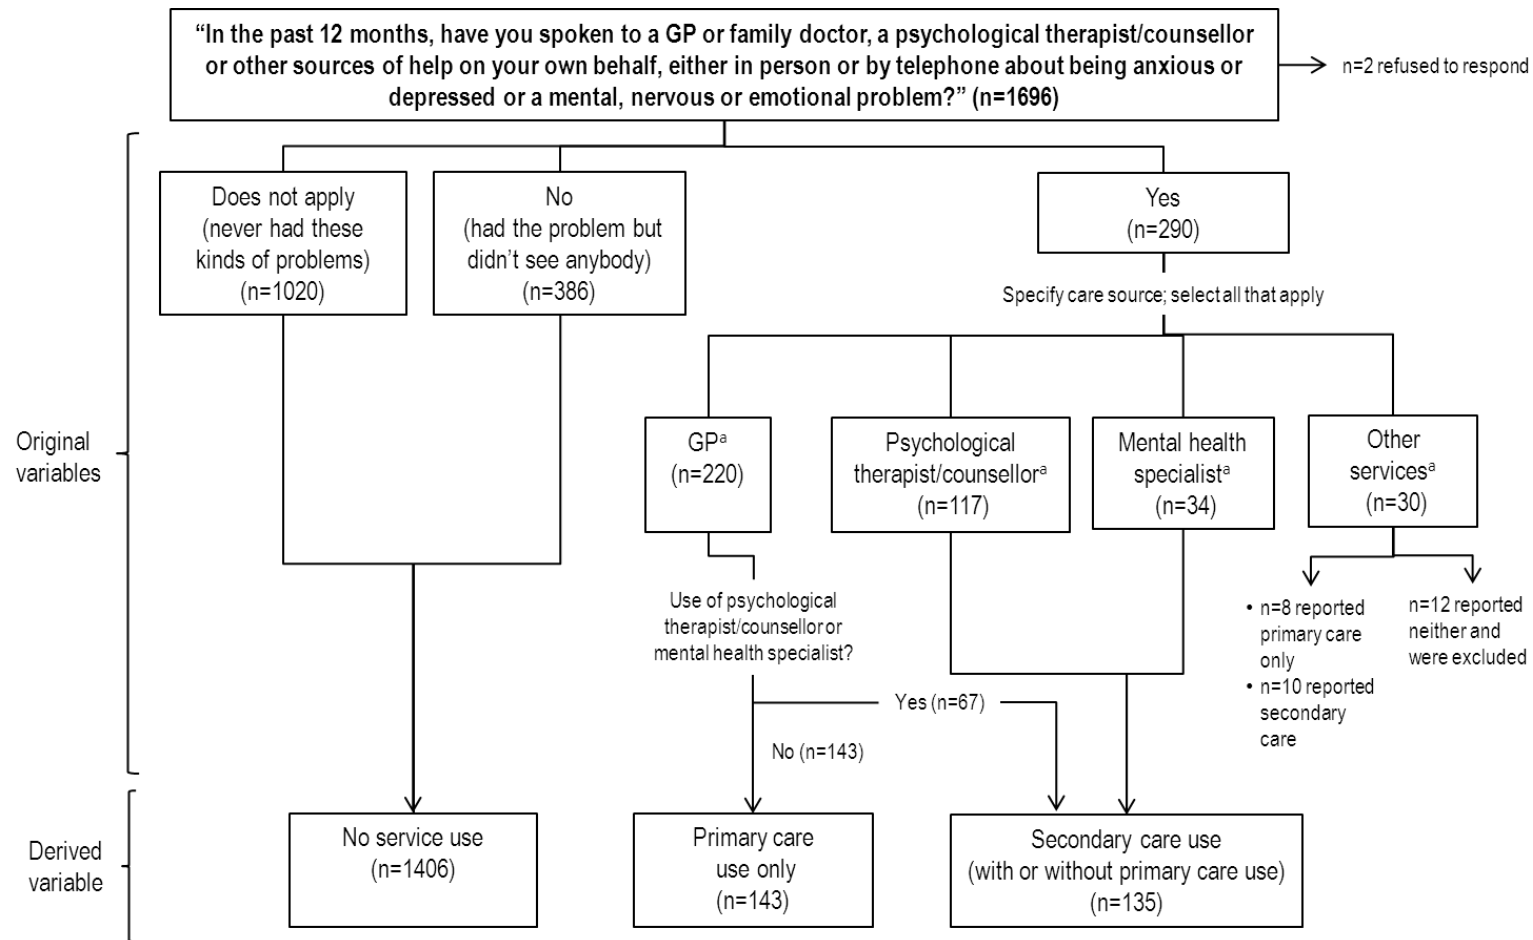 “In the past 12 months, have you spoken to a GP or family doctor, a psychological therapist/counsellor
or other sources of help on your own behalf, either in person or by telephone about being anxious or
depressed or a mental, nervous or emotional problem?” (n=1696)
n=2 refused to respond
Original
variables
Does not apply
(never had these
kinds of problems)
(n=1020)
No
(had the problem but
didn’t see anybody)
(n=386)
Yes
(n=290)
Specify care source; select all that apply
GPᵃ
(n=220)
Psychological
therapist/counsellorᵃ
(n=117)
Mental health
specialistᵃ
(n=34)
Other
servicesᵃ
(n=30)
Use of psychological
therapist/counsellor or
mental health specialist?
• n=8 reported
primary care
only
• n=10 reported
secondary
care
n=12 reported
neither and
were excluded
Yes (n=67)
No (n=143)
Derived
variable
No service use
(n=1406)
Primary care
use only
(n=143)
Secondary care use
(with or without primary care use)
(n=135)